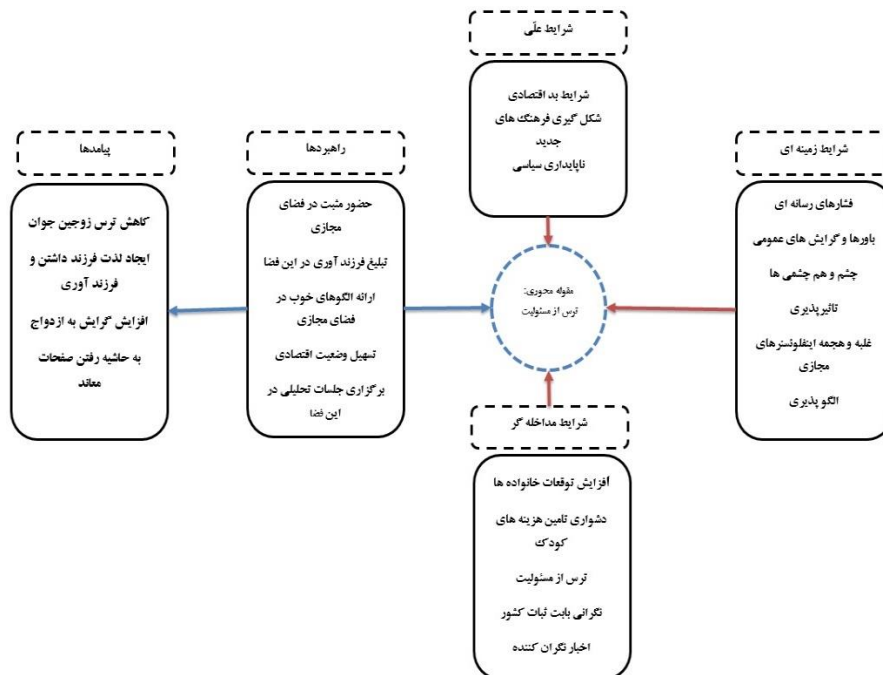 شرایط علّی
شرایط بد اقتصادی
شکل گیری فرهنگ های
جدید
ناپایداری سیاسی
شرایط زمینه ای
فشارهای رسانه ای
باورها و گرایش های عمومی
چشم و هم چشمی ها
تاثیرپذیری
غلبه و هجمه اینفلونسرهای
مجازی
الگو پذیری
مقوله محوری:
ترس از مسئولیت
شرایط مداخله گر
افزایش توقعات خانواده ها
دشواری تامین هزینه های
کودک
ترس از مسئولیت
نگرانی بابت ثبات کشور
اخبار نگران کننده
راهبردها
حضور مثبت در فضای
مجازی
تبلیغ فرزند آوری در این فضا
ارائه الگوهای خوب در
فضای مجازی
تسهیل وضعیت اقتصادی
برگزاری جلسات تحلیلی در
این فضا
پیامدها
کاهش ترس زوجین جوان
ایجاد لذت فرزند داشتن و
فرزند آوری
افزایش گرایش به ازدواج
به حاشیه رفتن صفحات
معاند